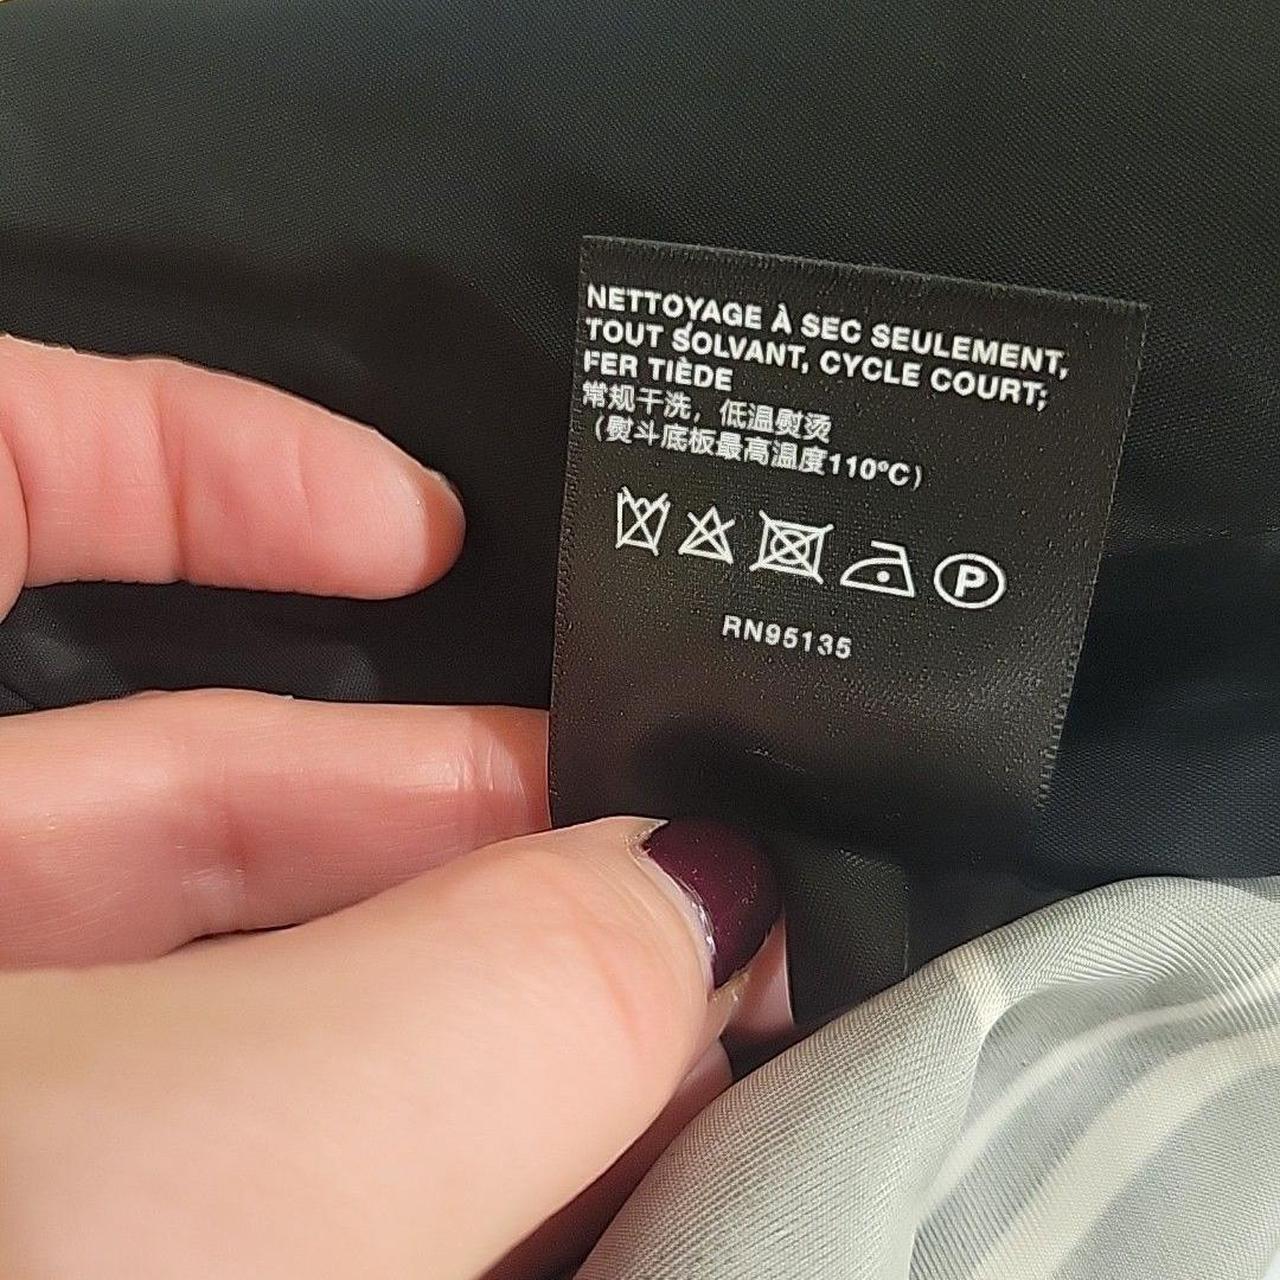 NETTOYAGE À SEC SEULEMENT,
TOUT SOLVANT, CYCLE COURT;
FER TIÈDE
常规干洗，低温熨烫
（熨斗底板最高温度110°C）
P
RN95135